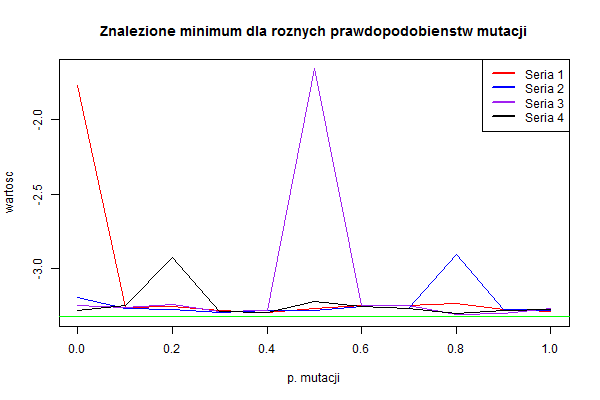 Znalezione minimum dla roznych prawdopodobienstw mutacji
Seria 1
Seria 2
Seria 3
Seria 4
wartosc
-2.0
-2.5
-3.0
0.0 0.2 0.4 0.6 0.8 1.0
p. mutacji